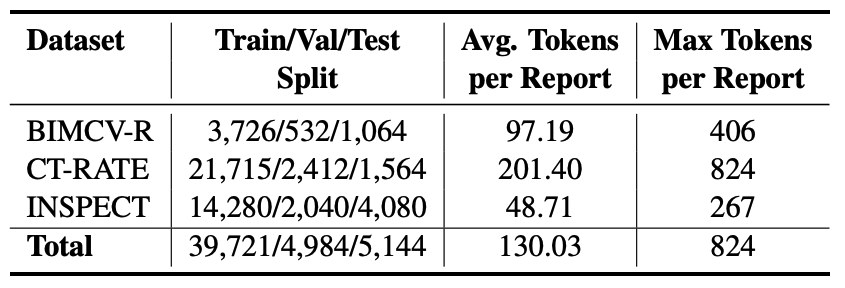 Dataset Train/Val/Test Split Avg. Tokens per Report Max Tokens per Report
BIMCV-R 3,726/532/1,064 97.19 406
CT-RATE 21,715/2,412/1,564 201.40 824
INSPECT 14,280/2,040/4,080 48.71 267
Total 39,721/4,984/5,144 130.03 824